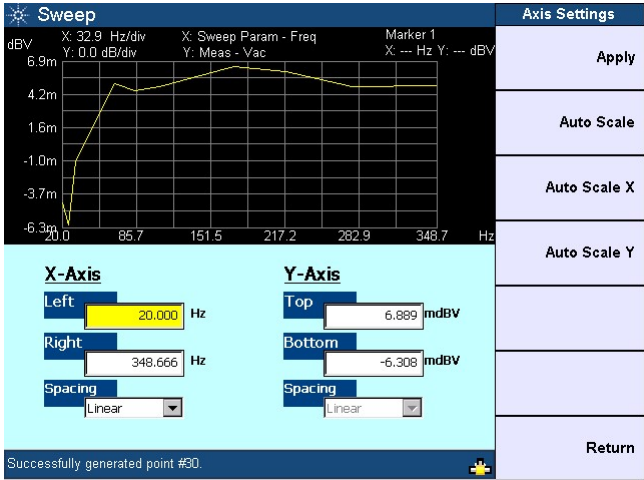 Sweep
Axis Settings
dBV
X: 32.9 Hz/div
X: Sweep Param - Freq
Marker 1
Y: 0.0 dB/div
Y: Meas - Vac
X: --- Hz Y: --- dBV
6.9m
4.2m
1.6m
-1.0m
-3.7m
-6.3m
20.0
85.7
151.5
217.2
282.9
348.7
Hz
Apply
Auto Scale
Auto Scale X
Auto Scale Y
Return
X-Axis
Left
20.000 Hz
Right
348.666 Hz
Spacing
Linear
Y-Axis
Top
6.889 mdBV
Bottom
-6.308 mdBV
Spacing
Linear
Successfully generated point #30.